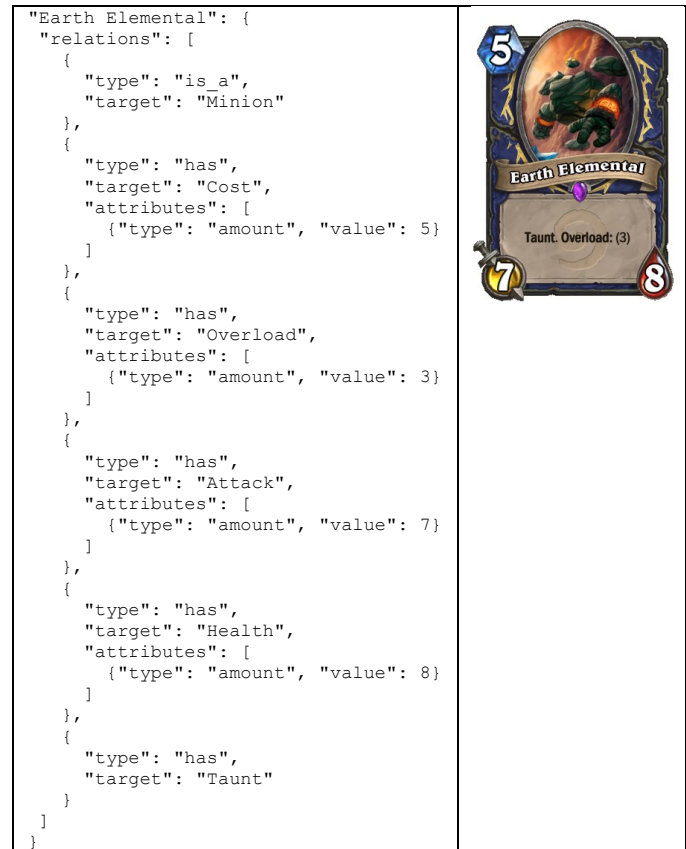 "Earth Elemental": {
"relations": [
{
"type": "is_a",
"target": "Minion"
},
{
"type": "has",
"target": "Cost",
"attributes": [
{"type": "amount", "value": 5}
]
},
{
"type": "has",
"target": "Overload",
"attributes": [
{"type": "amount", "value": 3}
]
},
{
"type": "has",
"target": "Attack",
"attributes": [
{"type": "amount", "value": 7}
]
},
{
"type": "has",
"target": "Health",
"attributes": [
{"type": "amount", "value": 8}
]
},
{
"type": "has",
"target": "Taunt"
}
]
}
5
Earth Elemental
Taunt. Overload: (3)
7 8